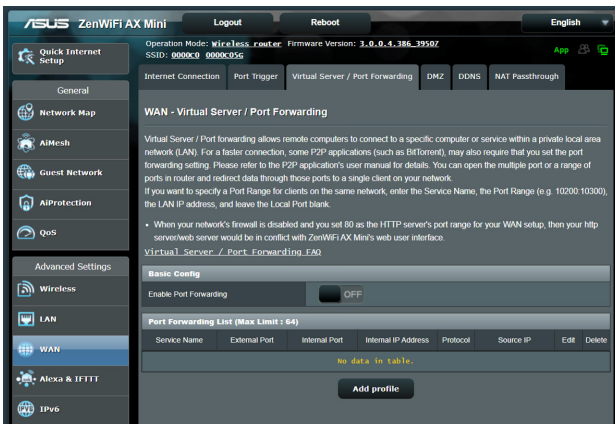 ASUS ZenWiFi AX Mini Logout Reboot English
Operation Mode: Wireless router Firmware Version: 3.0.0.4.386_39507
SSID: 0000C0 0000C05G
App
Quick Internet
Setup
General
Network Map
AiMesh
Guest Network
AiProtection
QoS
Advanced Settings
Wireless
LAN
WAN
Alexa & IFTTT
IPv6
Internet Connection Port Trigger Virtual Server / Port Forwarding DMZ DDNS NAT Passthrough
WAN - Virtual Server / Port Forwarding
Virtual Server / Port forwarding allows remote computers to connect to a specific computer or service within a private local area
network (LAN). For a faster connection, some P2P applications (such as BitTorrent), may also require that you set the port
forwarding setting. Please refer to the P2P application's user manual for details. You can open the multiple port or a range of
ports in router and redirect data through those ports to a single client on your network.
If you want to specify a Port Range for clients on the same network, enter the Service Name, the Port Range (e.g. 10200:10300),
the LAN IP address, and leave the Local Port blank.
• When your network's firewall is disabled and you set 80 as the HTTP server's port range for your WAN setup, then your http
server/web server would be in conflict with ZenWiFi AX Mini's web user interface.
Virtual Server / Port Forwarding FAQ
Basic Config
Enable Port Forwarding OFF
Port Forwarding List (Max Limit : 64)
Service Name External Port Internal Port Internal IP Address Protocol Source IP Edit Delete
No data in table.
Add profile